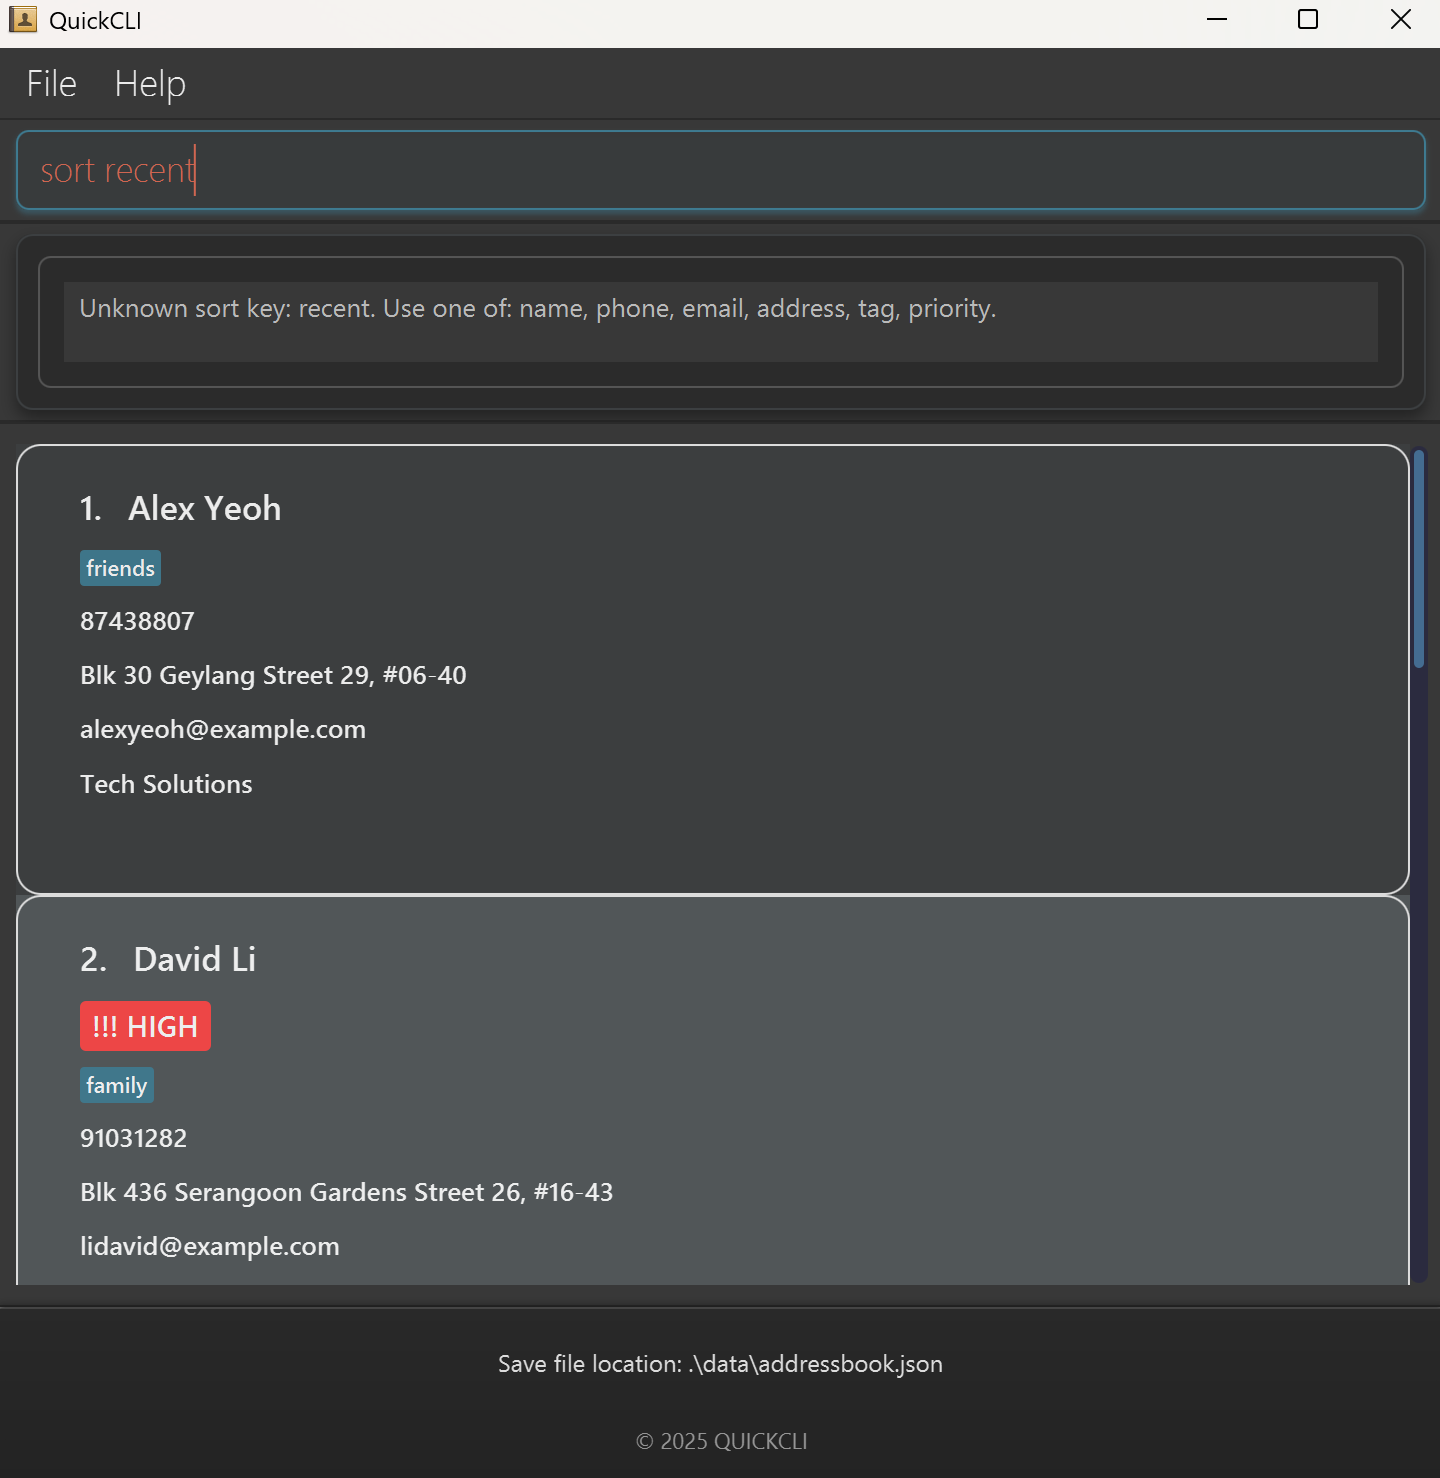 QuickCLI
File Help
sort recent
Unknown sort key: recent. Use one of: name, phone, email, address, tag, priority.
1. Alex Yeoh
friends
87438807
Blk 30 Geylang Street 29, #06-40
alexyeoh@example.com
Tech Solutions
2. David Li
!!! HIGH
family
91031282
Blk 436 Serangoon Gardens Street 26, #16-43
lidavid@example.com
Save file location: .\data\addressbook.json
© 2025 QUICKCLI